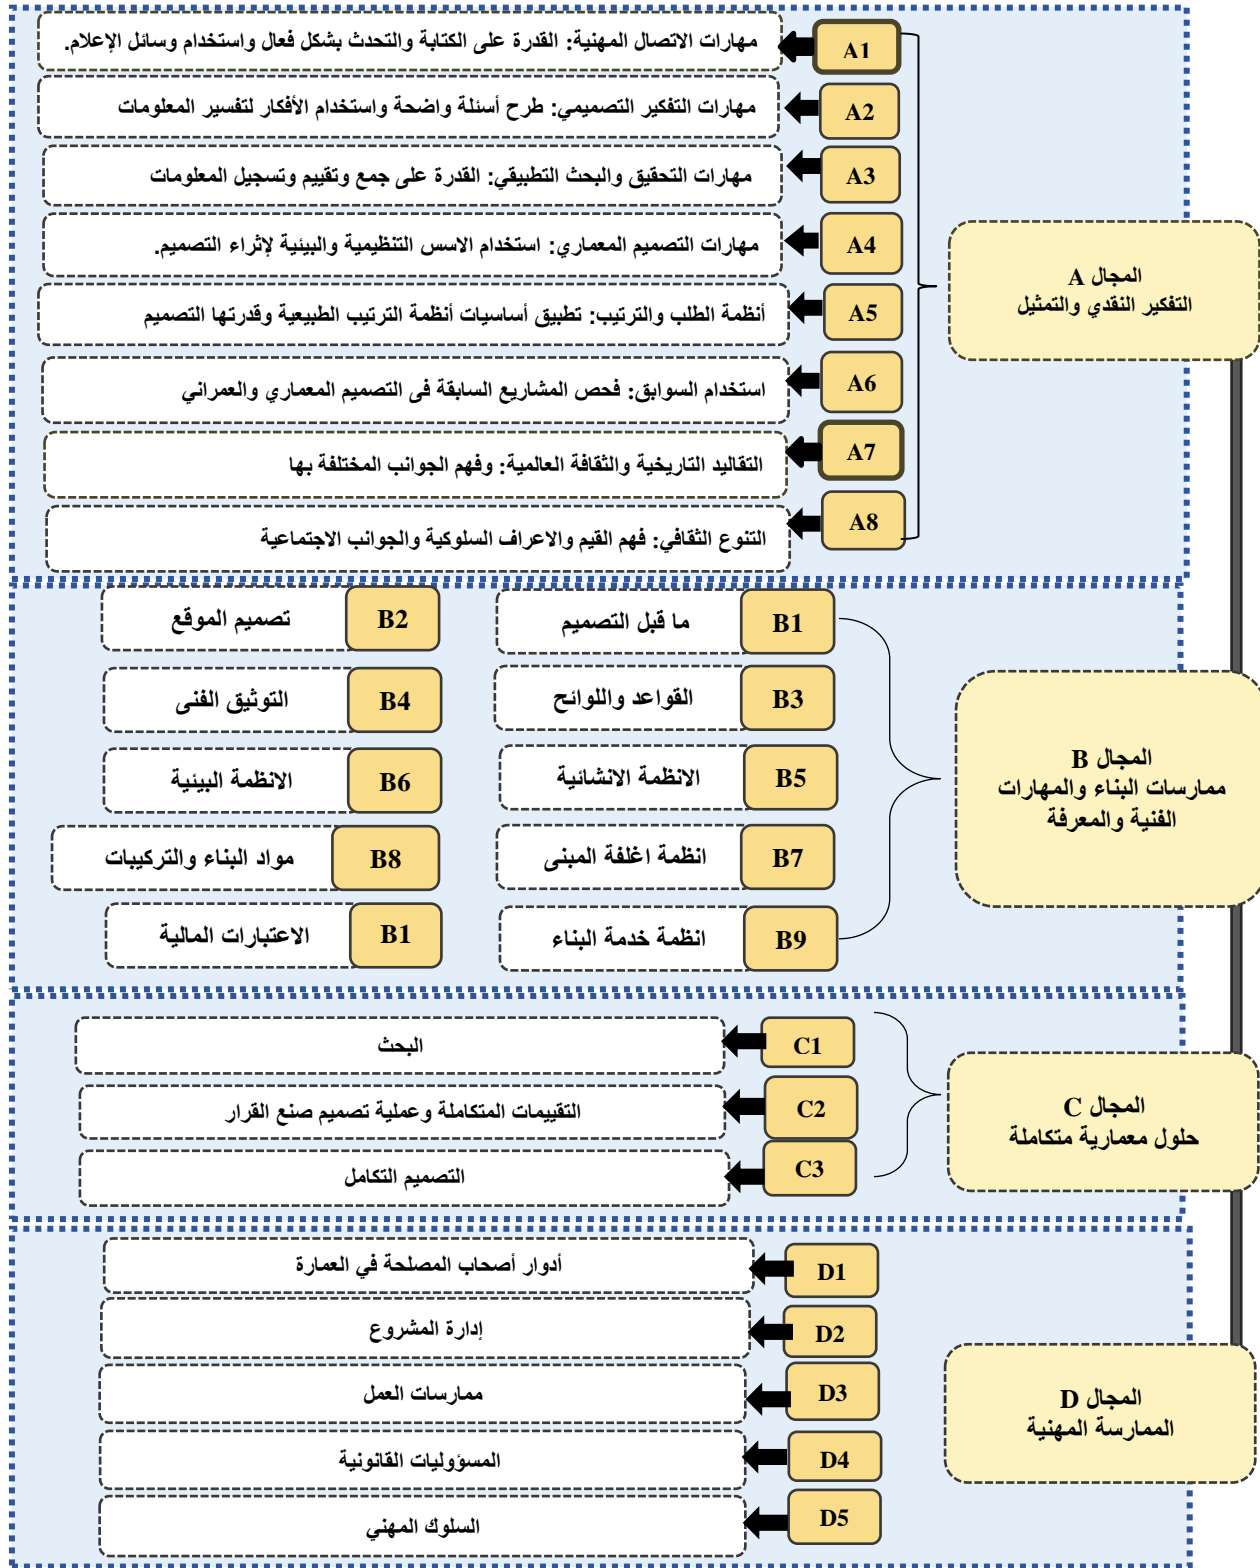 المجال A
التفكير النقدي والتمثيل
A1
مهارات الاتصال المهنية: القدرة على الكتابة والتحدث بشكل فعال واستخدام وسائل الإعلام.
A2
مهارات التفكير التصميمي: طرح أسئلة واضحة واستخدام الأفكار لتفسير المعلومات
A3
مهارات التحقيق والبحث التطبيقي: القدرة على جمع وتقييم وتسجيل المعلومات
A4
مهارات التصميم المعماري: استخدام الاسس التنظيمية والبيئية لإثراء التصميم.
A5
أنظمة الطلب والترتيب: تطبيق أساسيات أنظمة الترتيب الطبيعية وقدرتها التصميم
A6
استخدام السوابق: فحص المشاريع السابقة فى التصميم المعماري والعمراني
A7
التقاليد التاريخية والثقافة العالمية: وفهم الجوانب المختلفة بها
A8
التنوع الثقافي: فهم القيم والاعراف السلوكية والجوانب الاجتماعية
المجال B
ممارسات البناء والمهارات
الفنية والمعرفة
B1
ما قبل التصميم
B2
تصميم الموقع
B3
القواعد واللوائح
B4
التوثيق الفنى
B5
الانظمة الانشائية
B6
الانظمة البيئية
B7
انظمة اغلفة المبنى
B8
مواد البناء والتركيبات
B9
انظمة خدمة البناء
B1
الاعتبارات المالية
المجال C
حلول معمارية متكاملة
C1
البحث
C2
التقييمات المتكاملة وعملية تصميم صنع القرار
C3
التصميم التكامل
المجال D
الممارسة المهنية
D1
أدوار أصحاب المصلحة في العمارة
D2
إدارة المشروع
D3
ممارسات العمل
D4
المسؤوليات القانونية
D5
السلوك المهني